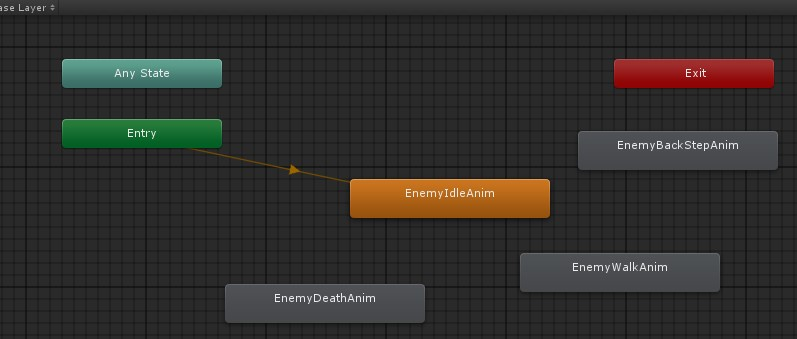 ase Layer
Any State
Exit
Entry
EnemyBackStepAnim
EnemyIdleAnim
EnemyWalkAnim
EnemyDeathAnim